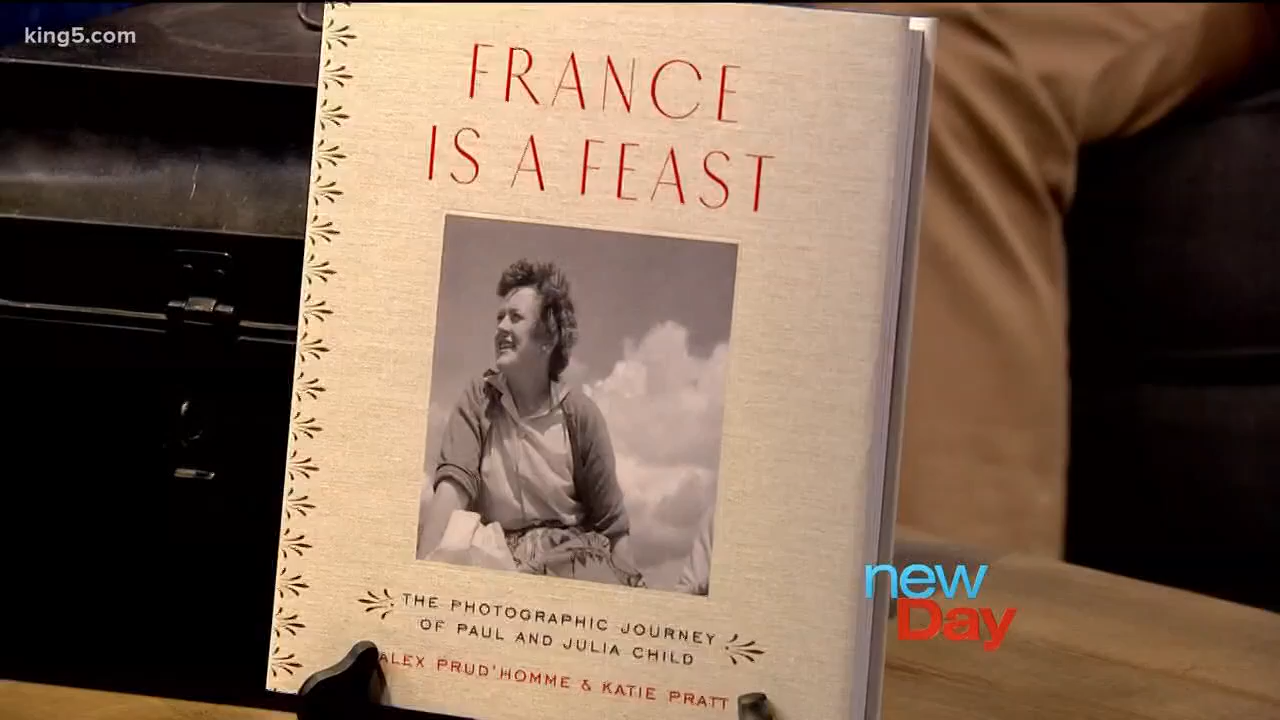 king5.com
FRANCE
IS A FEAST
THE PHOTOGRAPHIC JOURNEY
OF PAUL AND JULIA CHILD
ALEX PRUD'HOMME & KATIE PRATT
new
Day